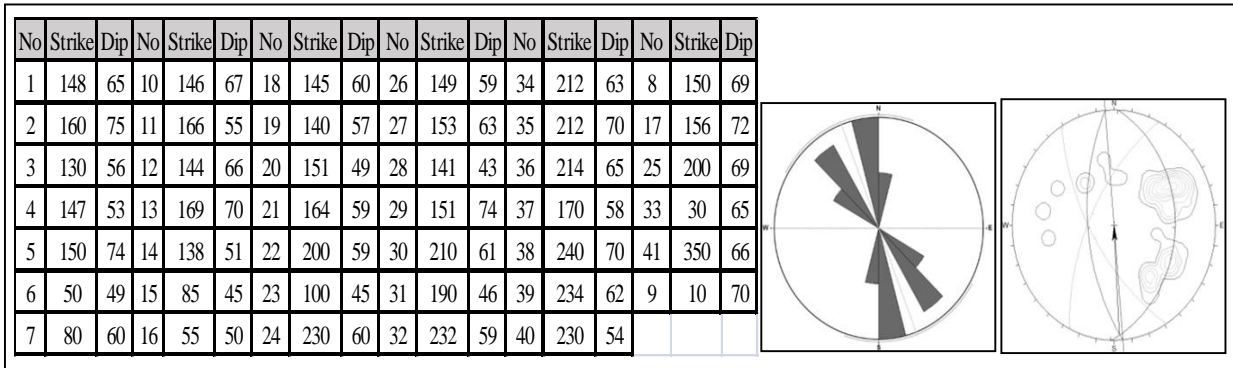 No Strike Dip No Strike Dip No Strike Dip No Strike Dip No Strike Dip No Strike Dip
1 148 65 10 146 67 18 145 60 26 149 59 34 212 63 8 150 69
2 160 75 11 166 55 19 140 57 27 153 63 35 212 70 17 156 72
3 130 56 12 144 66 20 151 49 28 141 43 36 214 65 25 200 69
4 147 53 13 169 70 21 164 59 29 151 74 37 170 58 33 30 65
5 150 74 14 138 51 22 200 59 30 210 61 38 240 70 41 350 66
6 50 49 15 85 45 23 100 45 31 190 46 39 234 62 9 10 70
7 80 60 16 55 50 24 230 60 32 232 59 40 230 54
N
W E
S
N
W E
S